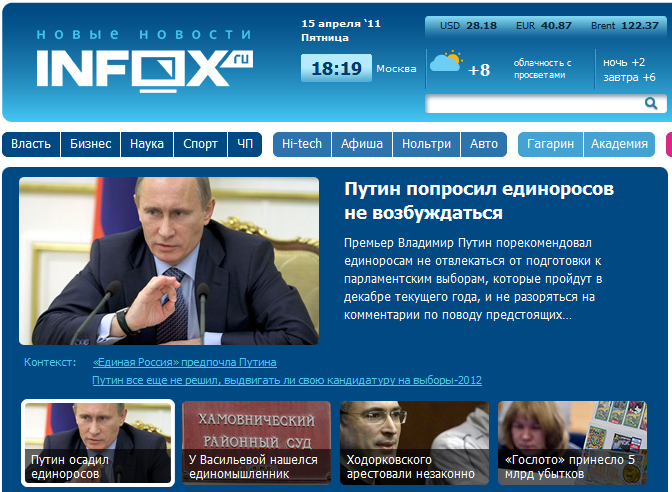 новые новости
INFOX
ru
15 апреля '11
Пятница
18:19 Москва
USD 28.18 EUR 40.87 Brent 122.37
+8
облачность с
просветами
ночь +2
завтра +6
Власть Бизнес Наука Спорт ЧП Hi-tech Афиша Нольтри Авто Гагарин Академия
Путин попросил единоросов
не возбуждаться
Премьер Владимир Путин порекомендовал
единоросам не отвлекаться от подготовки к
парламентским выборам, которые пройдут в
декабре текущего года, и не разоряться на
комментарии по поводу предстоящих...
Контекст: «Единая Россия» предпочла Путина
Путин все еще не решил, выдвигать ли свою кандидатуру на выборы-2012
Путин осадил
единоросов
ХАМОВНИЧЕСКИЙ
РАЙОННЫЙ СУД
У Васильевой нашелся
единомышленник
Ходорковского
арестовали незаконно
«Гослото» принесло 5
млрд убытков